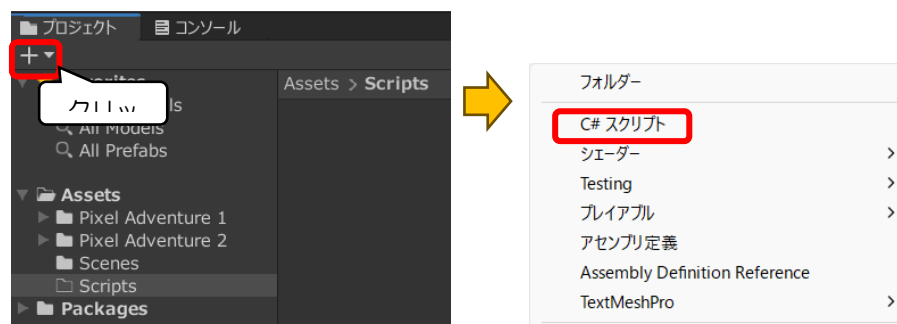 プロジェクト
コンソール
All Models
All Prefabs
Assets
Pixel Adventure 1
Pixel Adventure 2
Scenes
Scripts
Packages
Assets > Scripts
フォルダー
C# スクリプト
シェーダー
Testing
プレイアブル
アセンブリ定義
Assembly Definition Reference
TextMeshPro